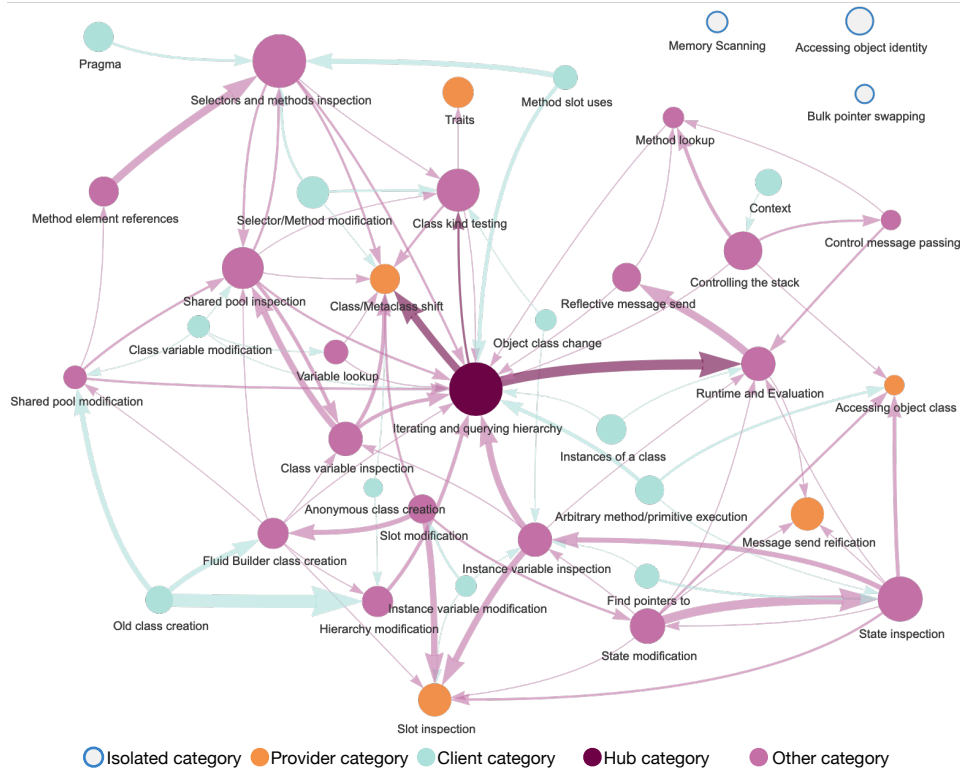 Memory Scanning
Accessing object identity
Pragma
Selectors and methods inspection
Method slot uses
Traits
Bulk pointer swapping
Method lookup
Method element references
Selector/Method modification
Class kind testing
Context
Control message passing
Controlling the stack
Shared pool inspection
Class/Metaclass shift
Reflective message send
Object class change
Class variable modification
Variable lookup
Shared pool modification
Runtime and Evaluation
Accessing object class
Iterating and querying hierarchy
Instances of a class
Class variable inspection
Anonymous class creation
Arbitrary method/primitive execution
Slot modification
Message send reification
Fluid Builder class creation
Instance variable inspection
Find pointers to
Instance variable modification
Old class creation
Hierarchy modification
State inspection
State modification
Slot inspection
Isolated category
Provider category
Client category
Hub category
Other category